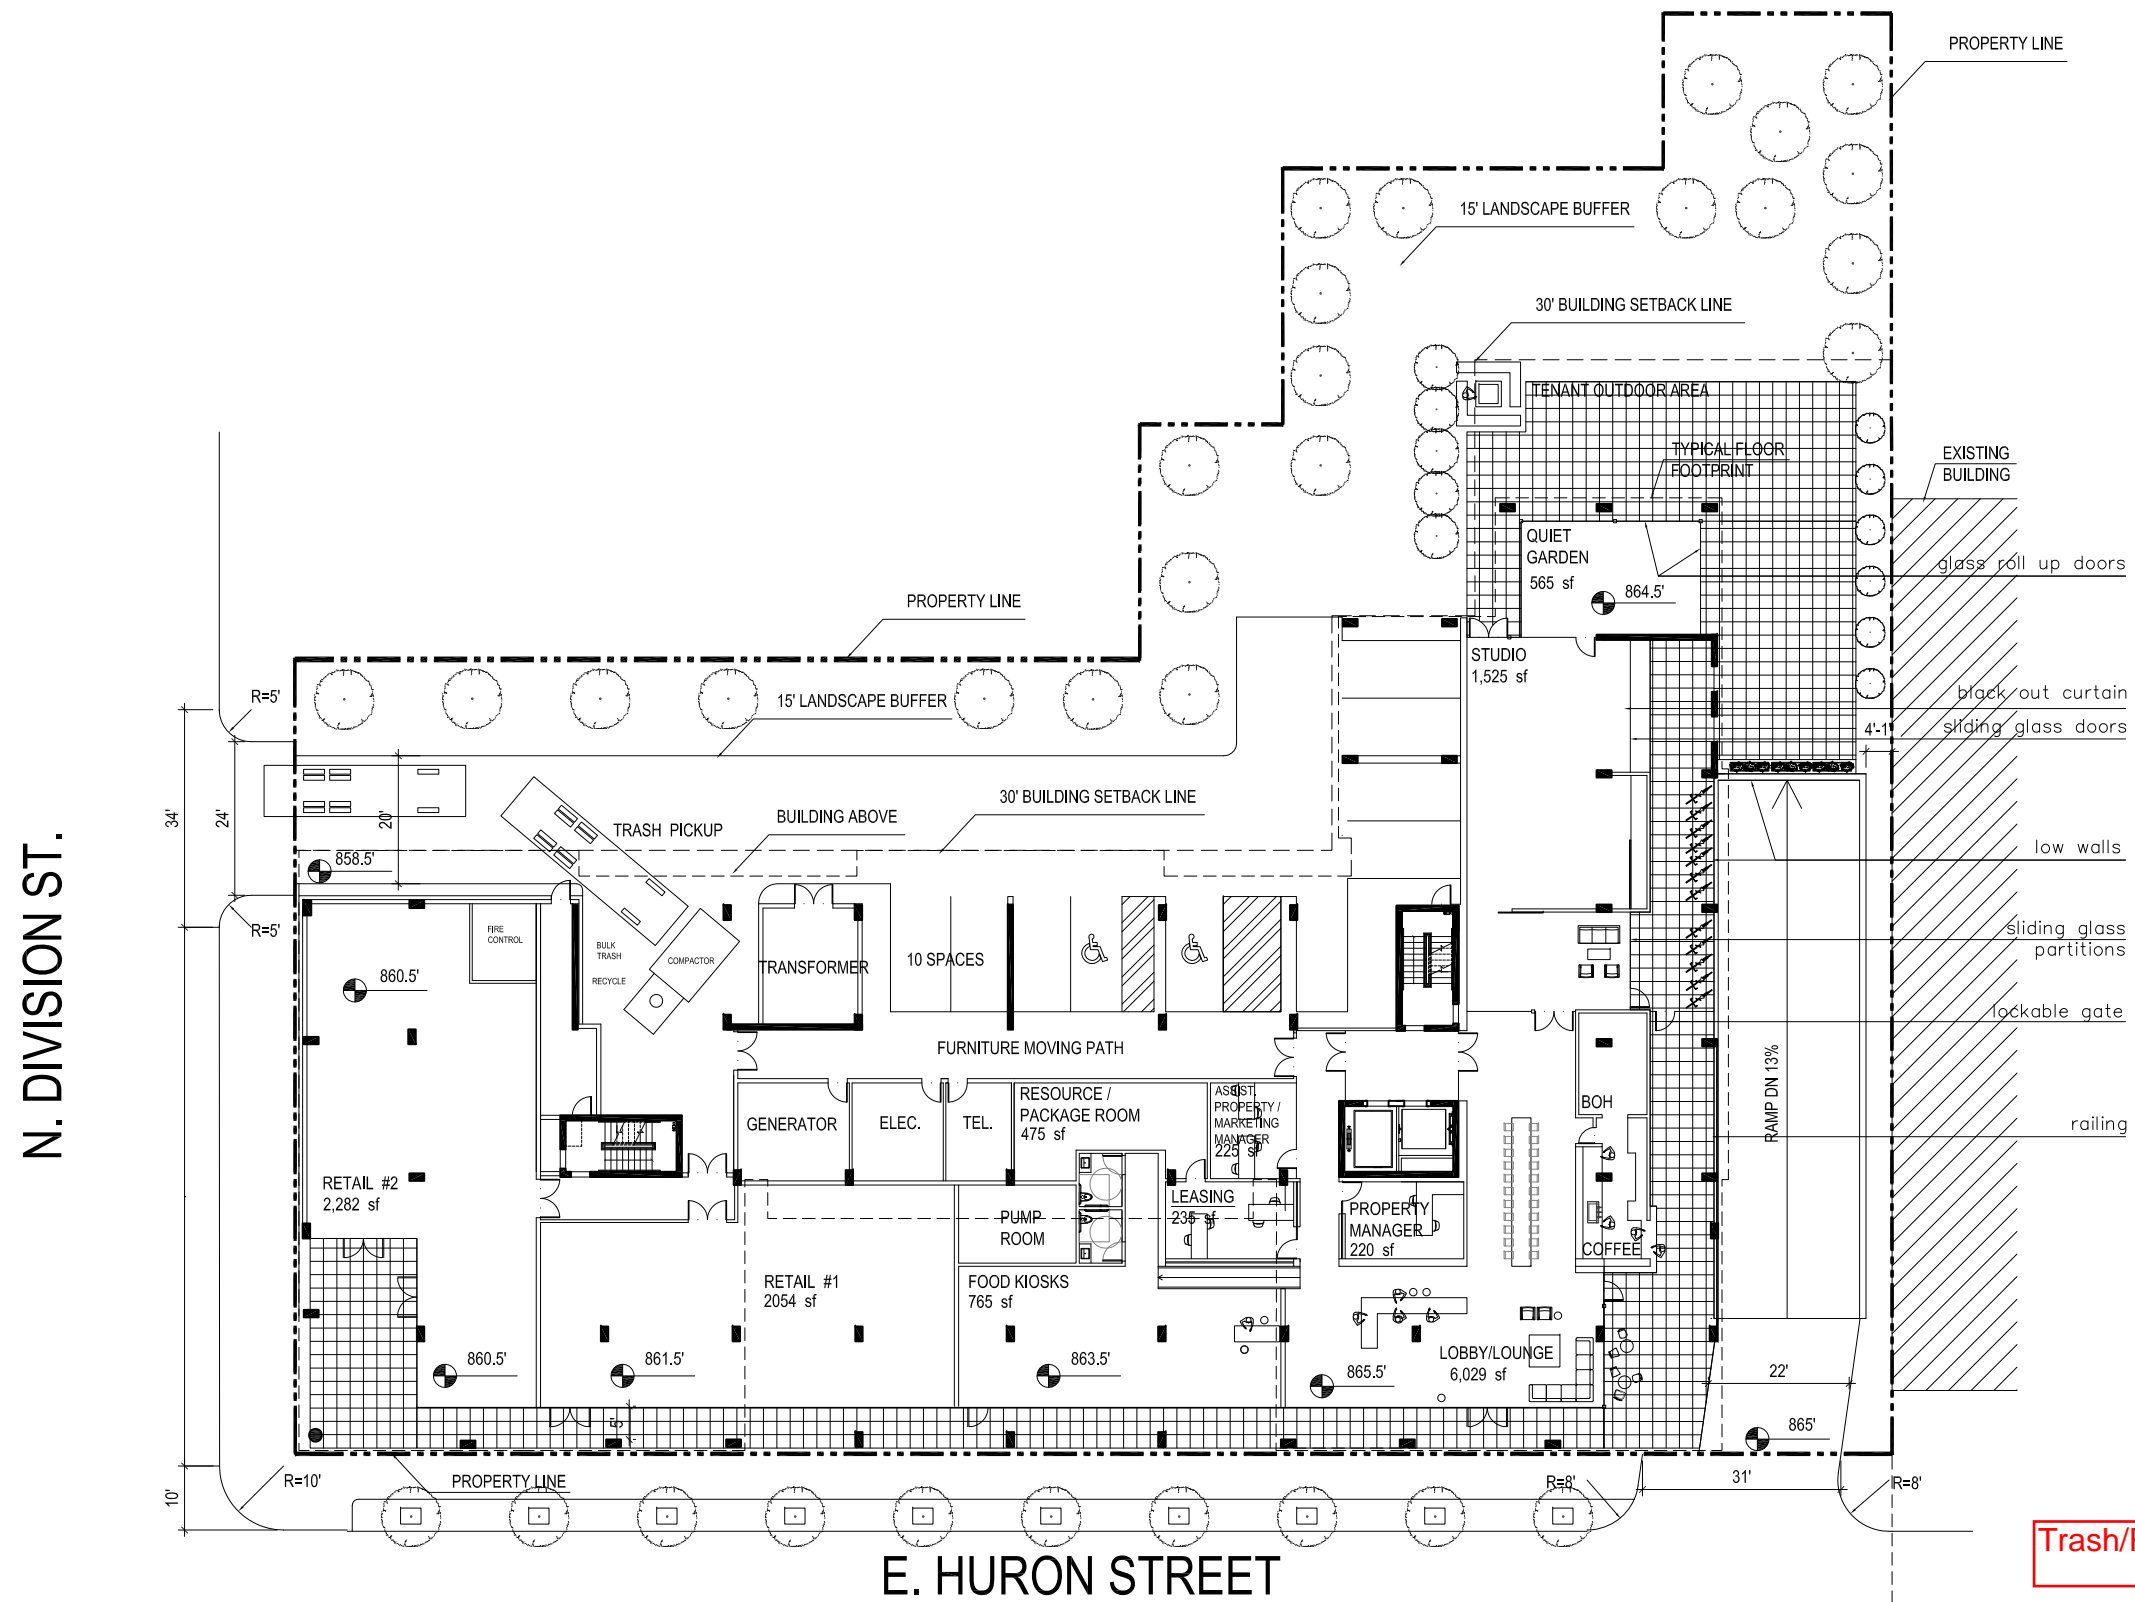 PROPERTY LINE
15' LANDSCAPE BUFFER
30' BUILDING SETBACK LINE
TENANT OUTDOOR AREA
TYPICAL FLOOR
FOOTPRINT
EXISTING
BUILDING
QUIET
GARDEN
565 sf
864.5'
glass roll up doors
PROPERTY LINE
STUDIO
1,525 sf
R=5'
15' LANDSCAPE BUFFER
black out curtain
4'-1"
sliding glass doors
34'
24'
20'
30' BUILDING SETBACK LINE
BUILDING ABOVE
TRASH PICKUP
858.5'
low walls
N. DIVISION ST.
R=5'
FIRE
CONTROL
BULK
TRASH
RECYCLE
COMPACTOR
TRANSFORMER
10 SPACES
sliding glass
partitions
860.5'
lockable gate
FURNITURE MOVING PATH
RAMP DN 13%
GENERATOR
ELEC.
TEL.
RESOURCE /
PACKAGE ROOM
475 sf
ASSIST.
PROPERTY /
MARKETING
MANAGER
225 sf
BOH
railing
RETAIL #2
2,282 sf
LEASING
235 sf
PROPERTY
MANAGER
220 sf
PUMP
ROOM
COFFEE
RETAIL #1
2054 sf
FOOD KIOSKS
765 sf
LOBBY/LOUNGE
6,029 sf
860.5'
861.5'
863.5'
865.5'
22'
5'
865'
R=10'
PROPERTY LINE
R=8'
31'
R=8'
10'
E. HURON STREET